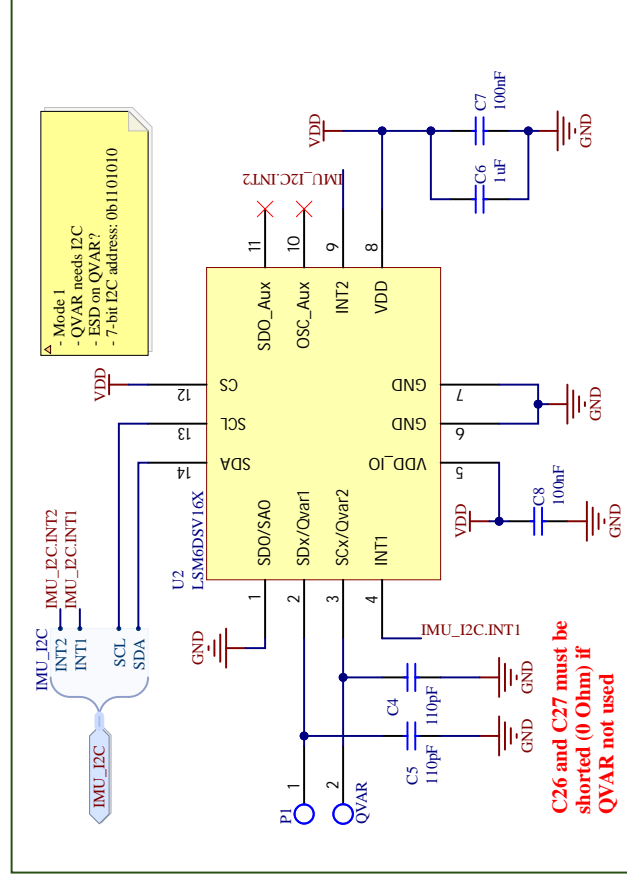 - Mode 1
- QVAR needs I2C
- ESD on QVAR?
- 7-bit I2C address: 0b1101010
IMU_I2C
IMU_I2C
INT2
INT1
SCL
SDA
IMU_I2C.INT2
IMU_I2C.INT1
VDD
U2
LSM6DSV16X
14
13
12
SDA
SCL
CS
GND
1
SDO/SA0
2
SDx/Qvar1
3
SCx/Qvar2
4
INT1
IMU_I2C.INT1
11
SDO_Aux
10
OSC_Aux
9
INT2
8
VDD
IMU_I2C.INT2
VDD
VDD_IO
GND
GND
5
6
7
P1
1
2
QVAR
C5
110pF
GND
C4
110pF
GND
VDD
C8
100nF
GND
GND
C6
1uF
C7
100nF
GND
C26 and C27 must be
shorted (0 Ohm) if
QVAR not used